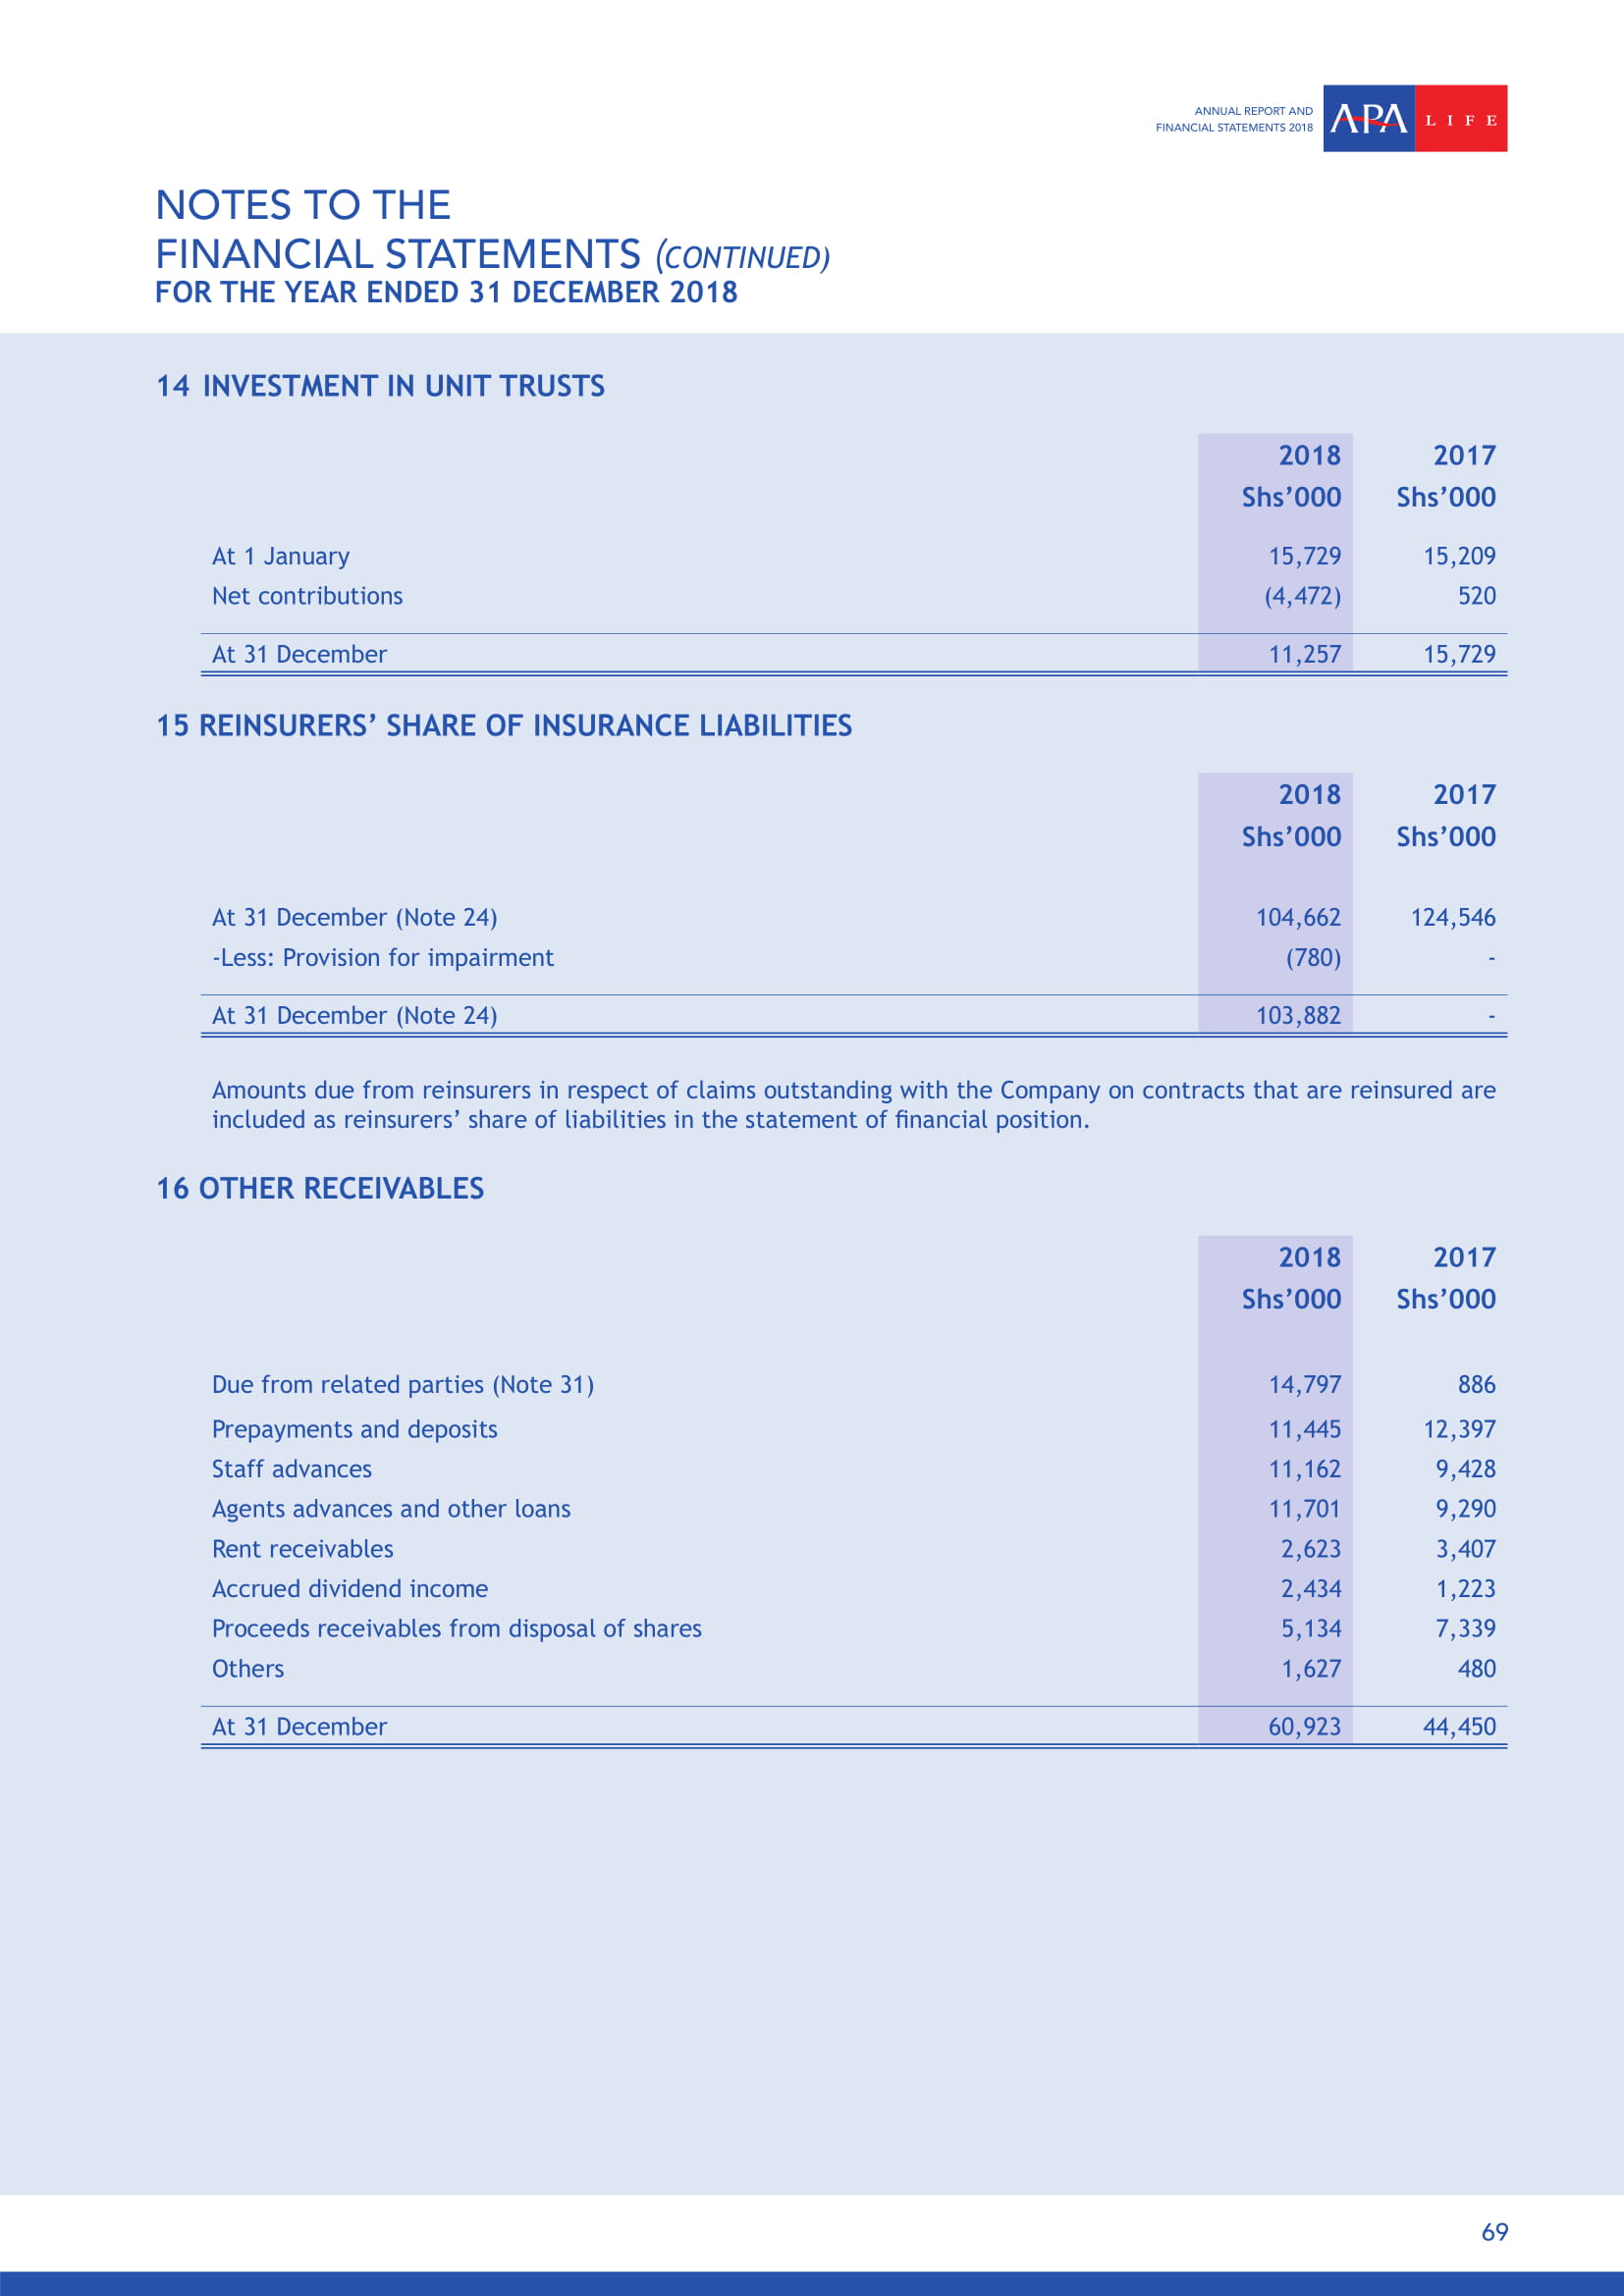 ANNUAL REPORT AND
FINANCIAL STATEMENTS 2018
APA LIFE
NOTES TO THE
FINANCIAL STATEMENTS (CONTINUED)
FOR THE YEAR ENDED 31 DECEMBER 2018
14 INVESTMENT IN UNIT TRUSTS
2018 2017
Shs’000 Shs’000
At 1 January 15,729 15,209
Net contributions (4,472) 520
At 31 December 11,257 15,729
15 REINSURERS’ SHARE OF INSURANCE LIABILITIES
2018 2017
Shs’000 Shs’000
At 31 December (Note 24) 104,662 124,546
-Less: Provision for impairment (780) -
At 31 December (Note 24) 103,882 -
Amounts due from reinsurers in respect of claims outstanding with the Company on contracts that are reinsured are
included as reinsurers’ share of liabilities in the statement of financial position.
16 OTHER RECEIVABLES
2018 2017
Shs’000 Shs’000
Due from related parties (Note 31) 14,797 886
Prepayments and deposits 11,445 12,397
Staff advances 11,162 9,428
Agents advances and other loans 11,701 9,290
Rent receivables 2,623 3,407
Accrued dividend income 2,434 1,223
Proceeds receivables from disposal of shares 5,134 7,339
Others 1,627 480
At 31 December 60,923 44,450
69